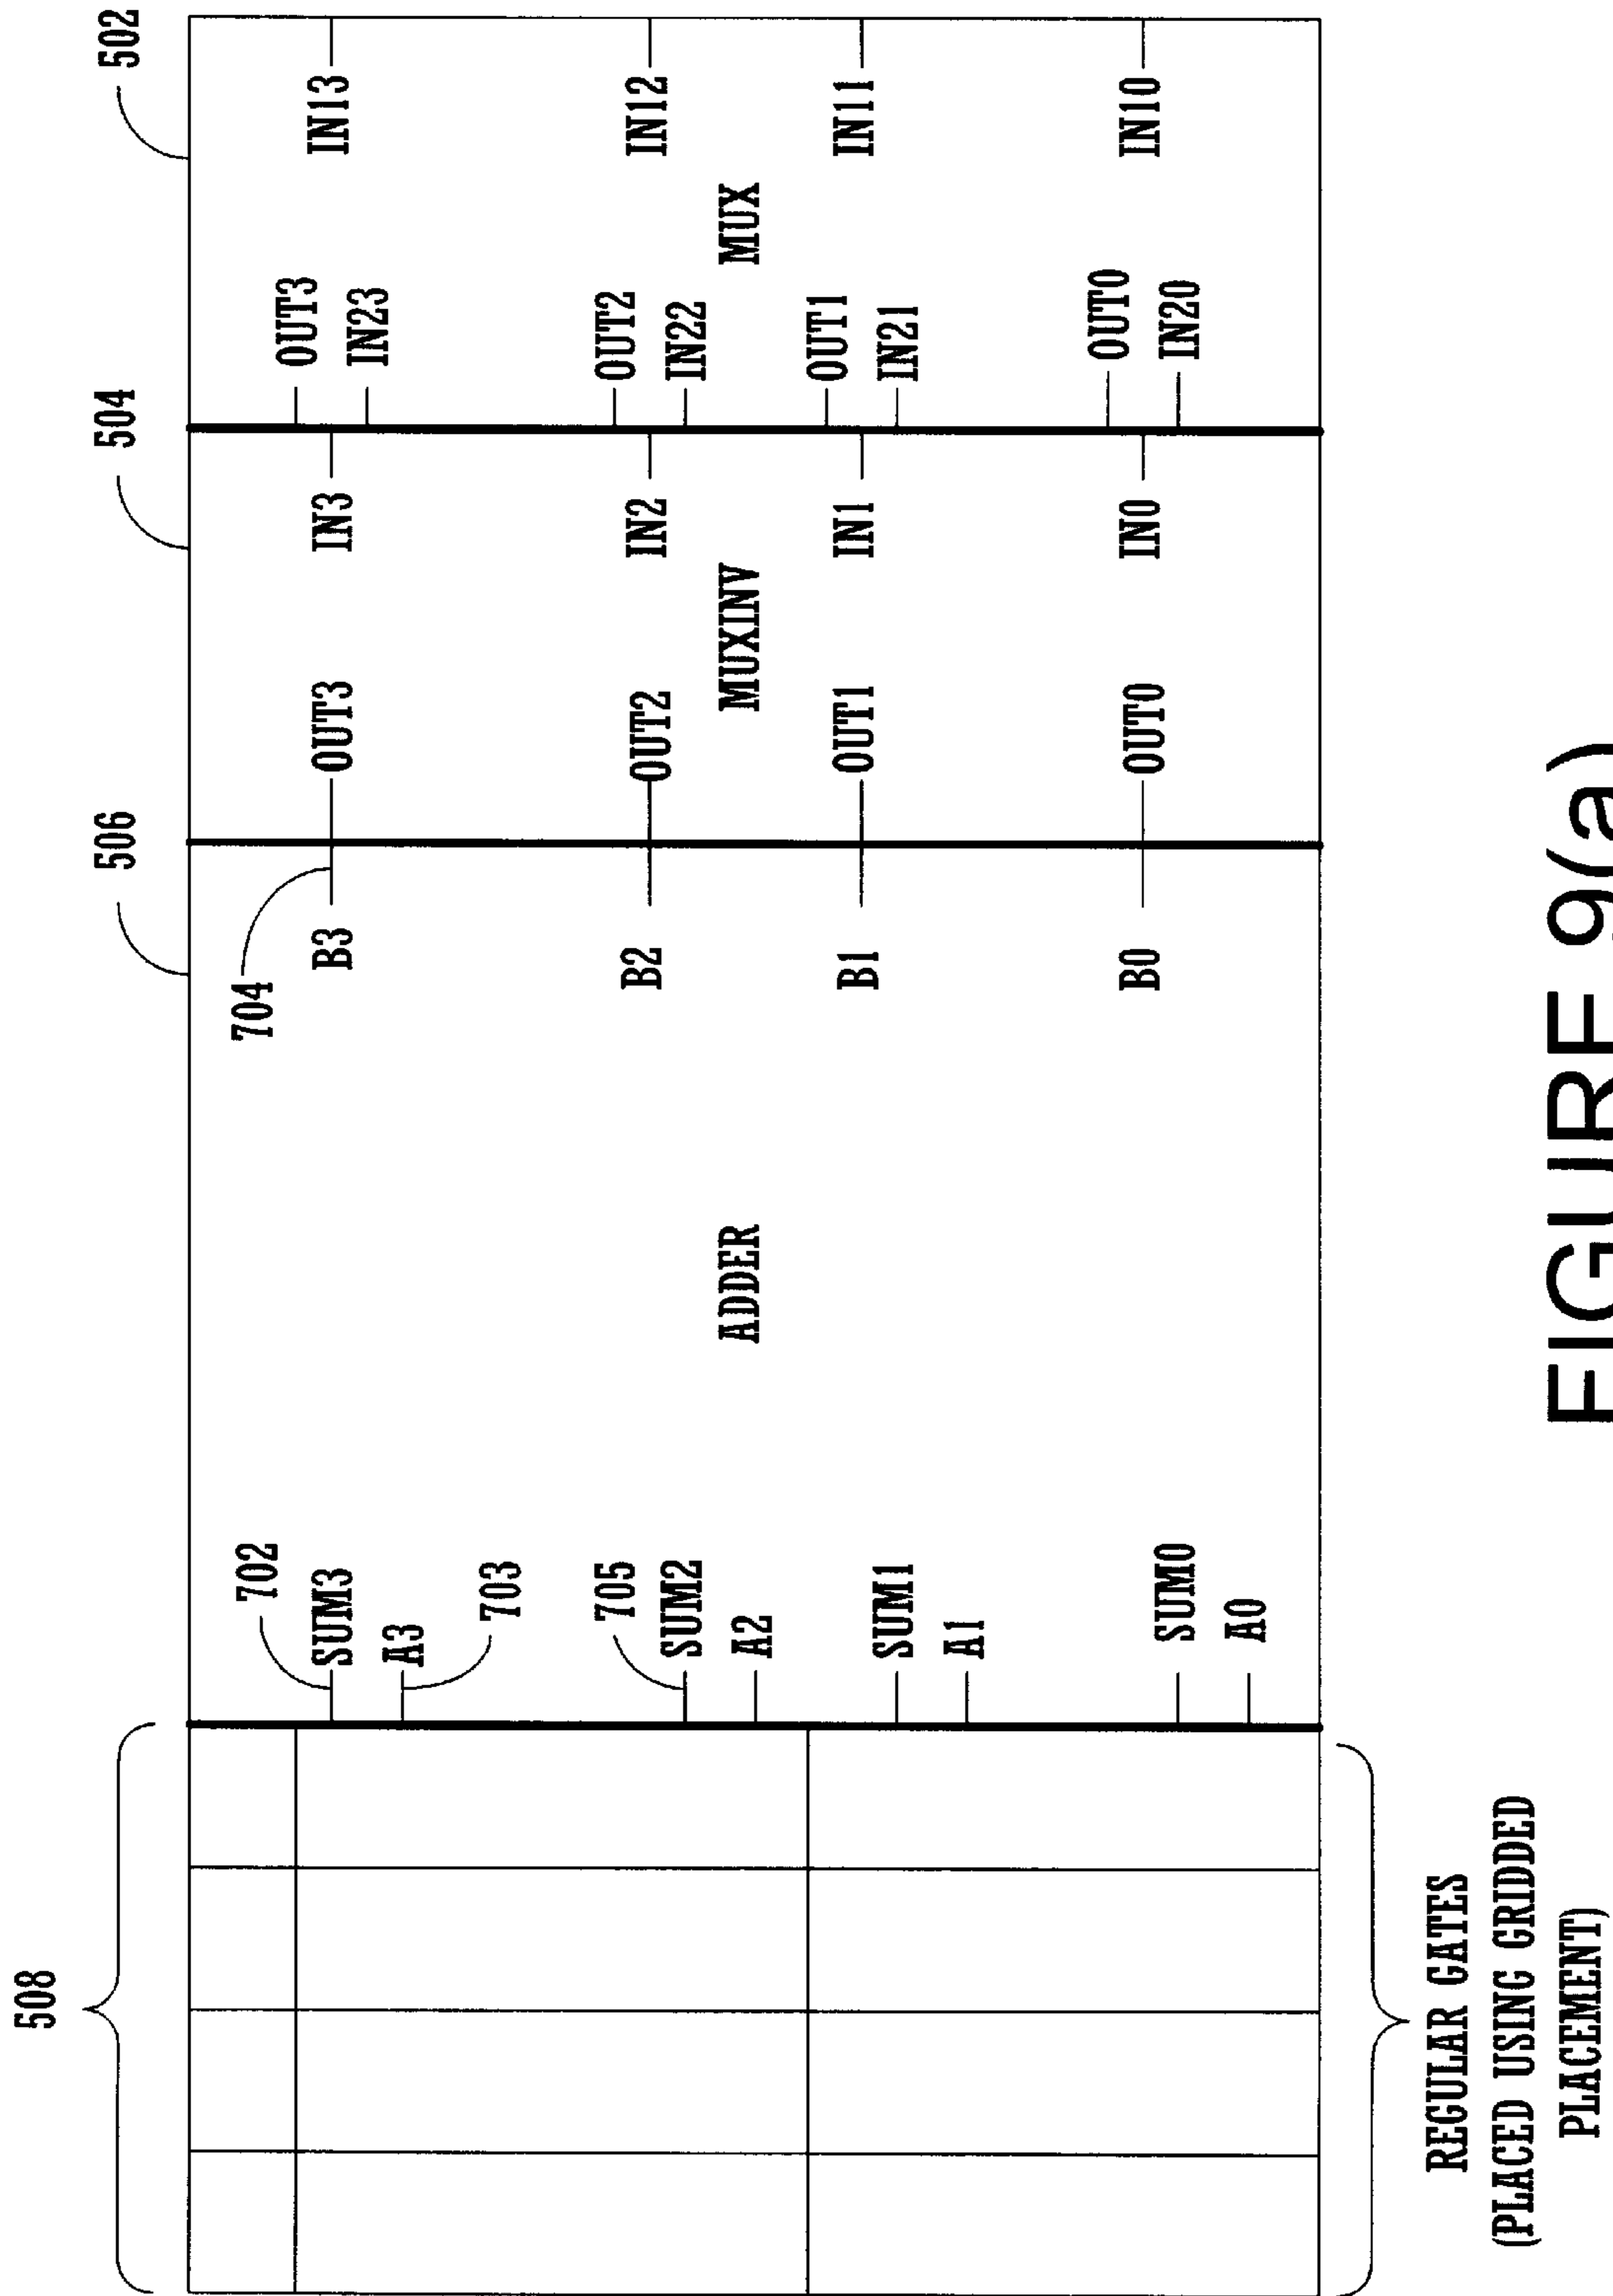 508
506 504 502
702 704
OUT3
SUM3 B3 OUT3 IN3 IN13
IN23
A3
703
705 OUT2
B2 OUT2 IN2 IN12
SUM2 IN22
A2 ADDER MUXINV MUX
OUT1
B1 OUT1 IN1 IN11
SUM1 IN21
A1
OUT0
B0 OUT0 IN0 IN10
SUM0 IN20
A0
REGULAR GATES
(PLACED USING GRIDDED
PLACEMENT)
FIGURE 9(a)